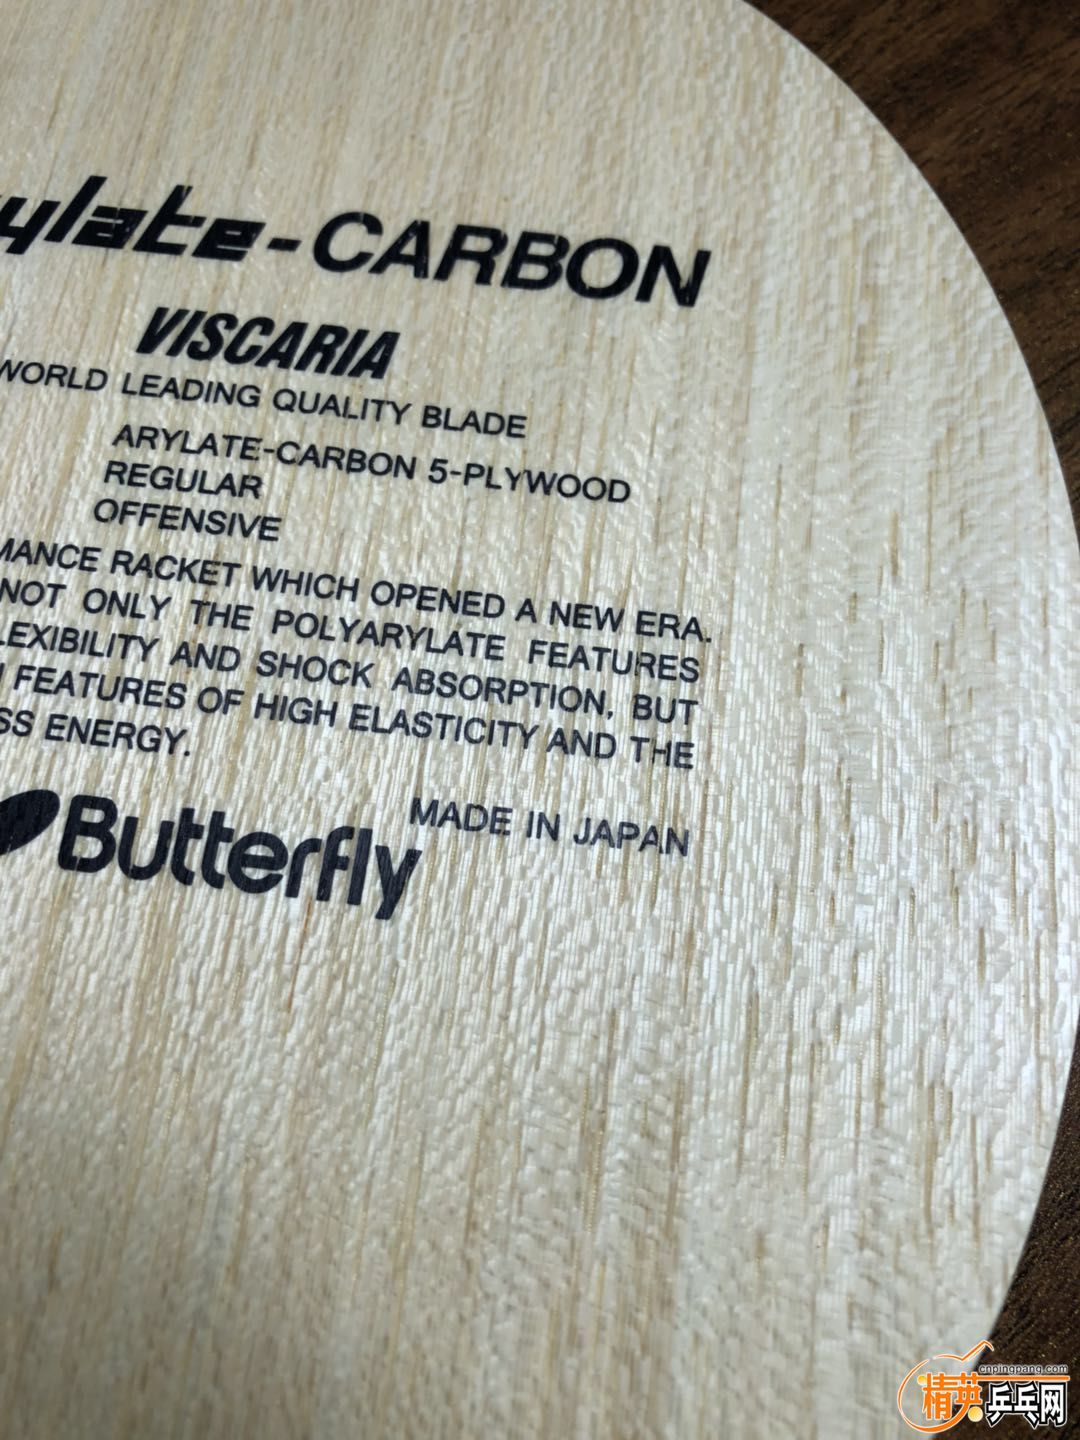 ylate-CARBON
VISCARIA
WORLD LEADING QUALITY BLADE
ARYLATE-CARBON 5-PLYWOOD
REGULAR
OFFENSIVE
MANCE RACKET WHICH OPENED A NEW ERA.
NOT ONLY THE POLYARYLATE FEATURES
LEXIBILITY AND SHOCK ABSORPTION, BUT
FEATURES OF HIGH ELASTICITY AND THE
SS ENERGY.
MADE IN JAPAN
Butterfly
cnpingpang.com
精英乒乓网